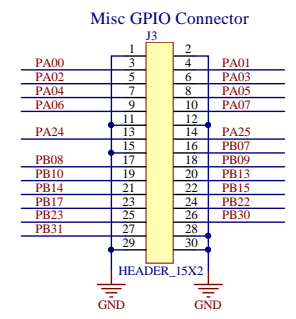 Misc GPIO Connector
J3
1 2
PA00 3 4 PA01
PA02 5 6 PA03
PA04 7 8 PA05
PA06 9 10 PA07
11 12
PA24 13 14 PA25
15 16 PB07
PB08 17 18 PB09
PB10 19 20 PB13
PB14 21 22 PB15
PB17 23 24 PB22
PB23 25 26 PB30
PB31 27 28
29 30
HEADER_15X2
GND GND